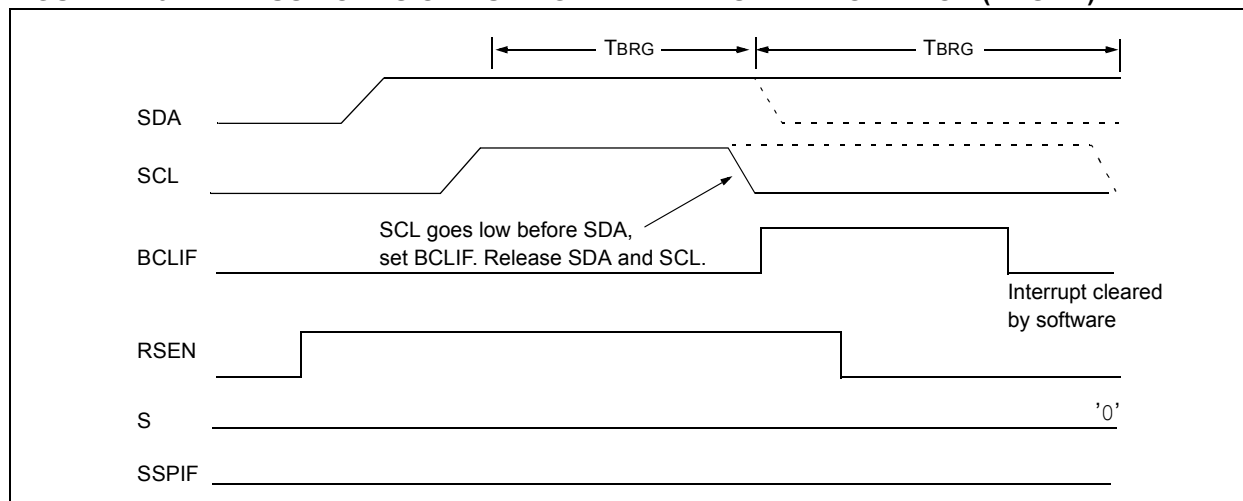 TBRG TBRG
SDA
SCL
SCL goes low before SDA,
set BCLIF. Release SDA and SCL.
BCLIF
Interrupt cleared
by software
RSEN
S
'0'
SSPIF